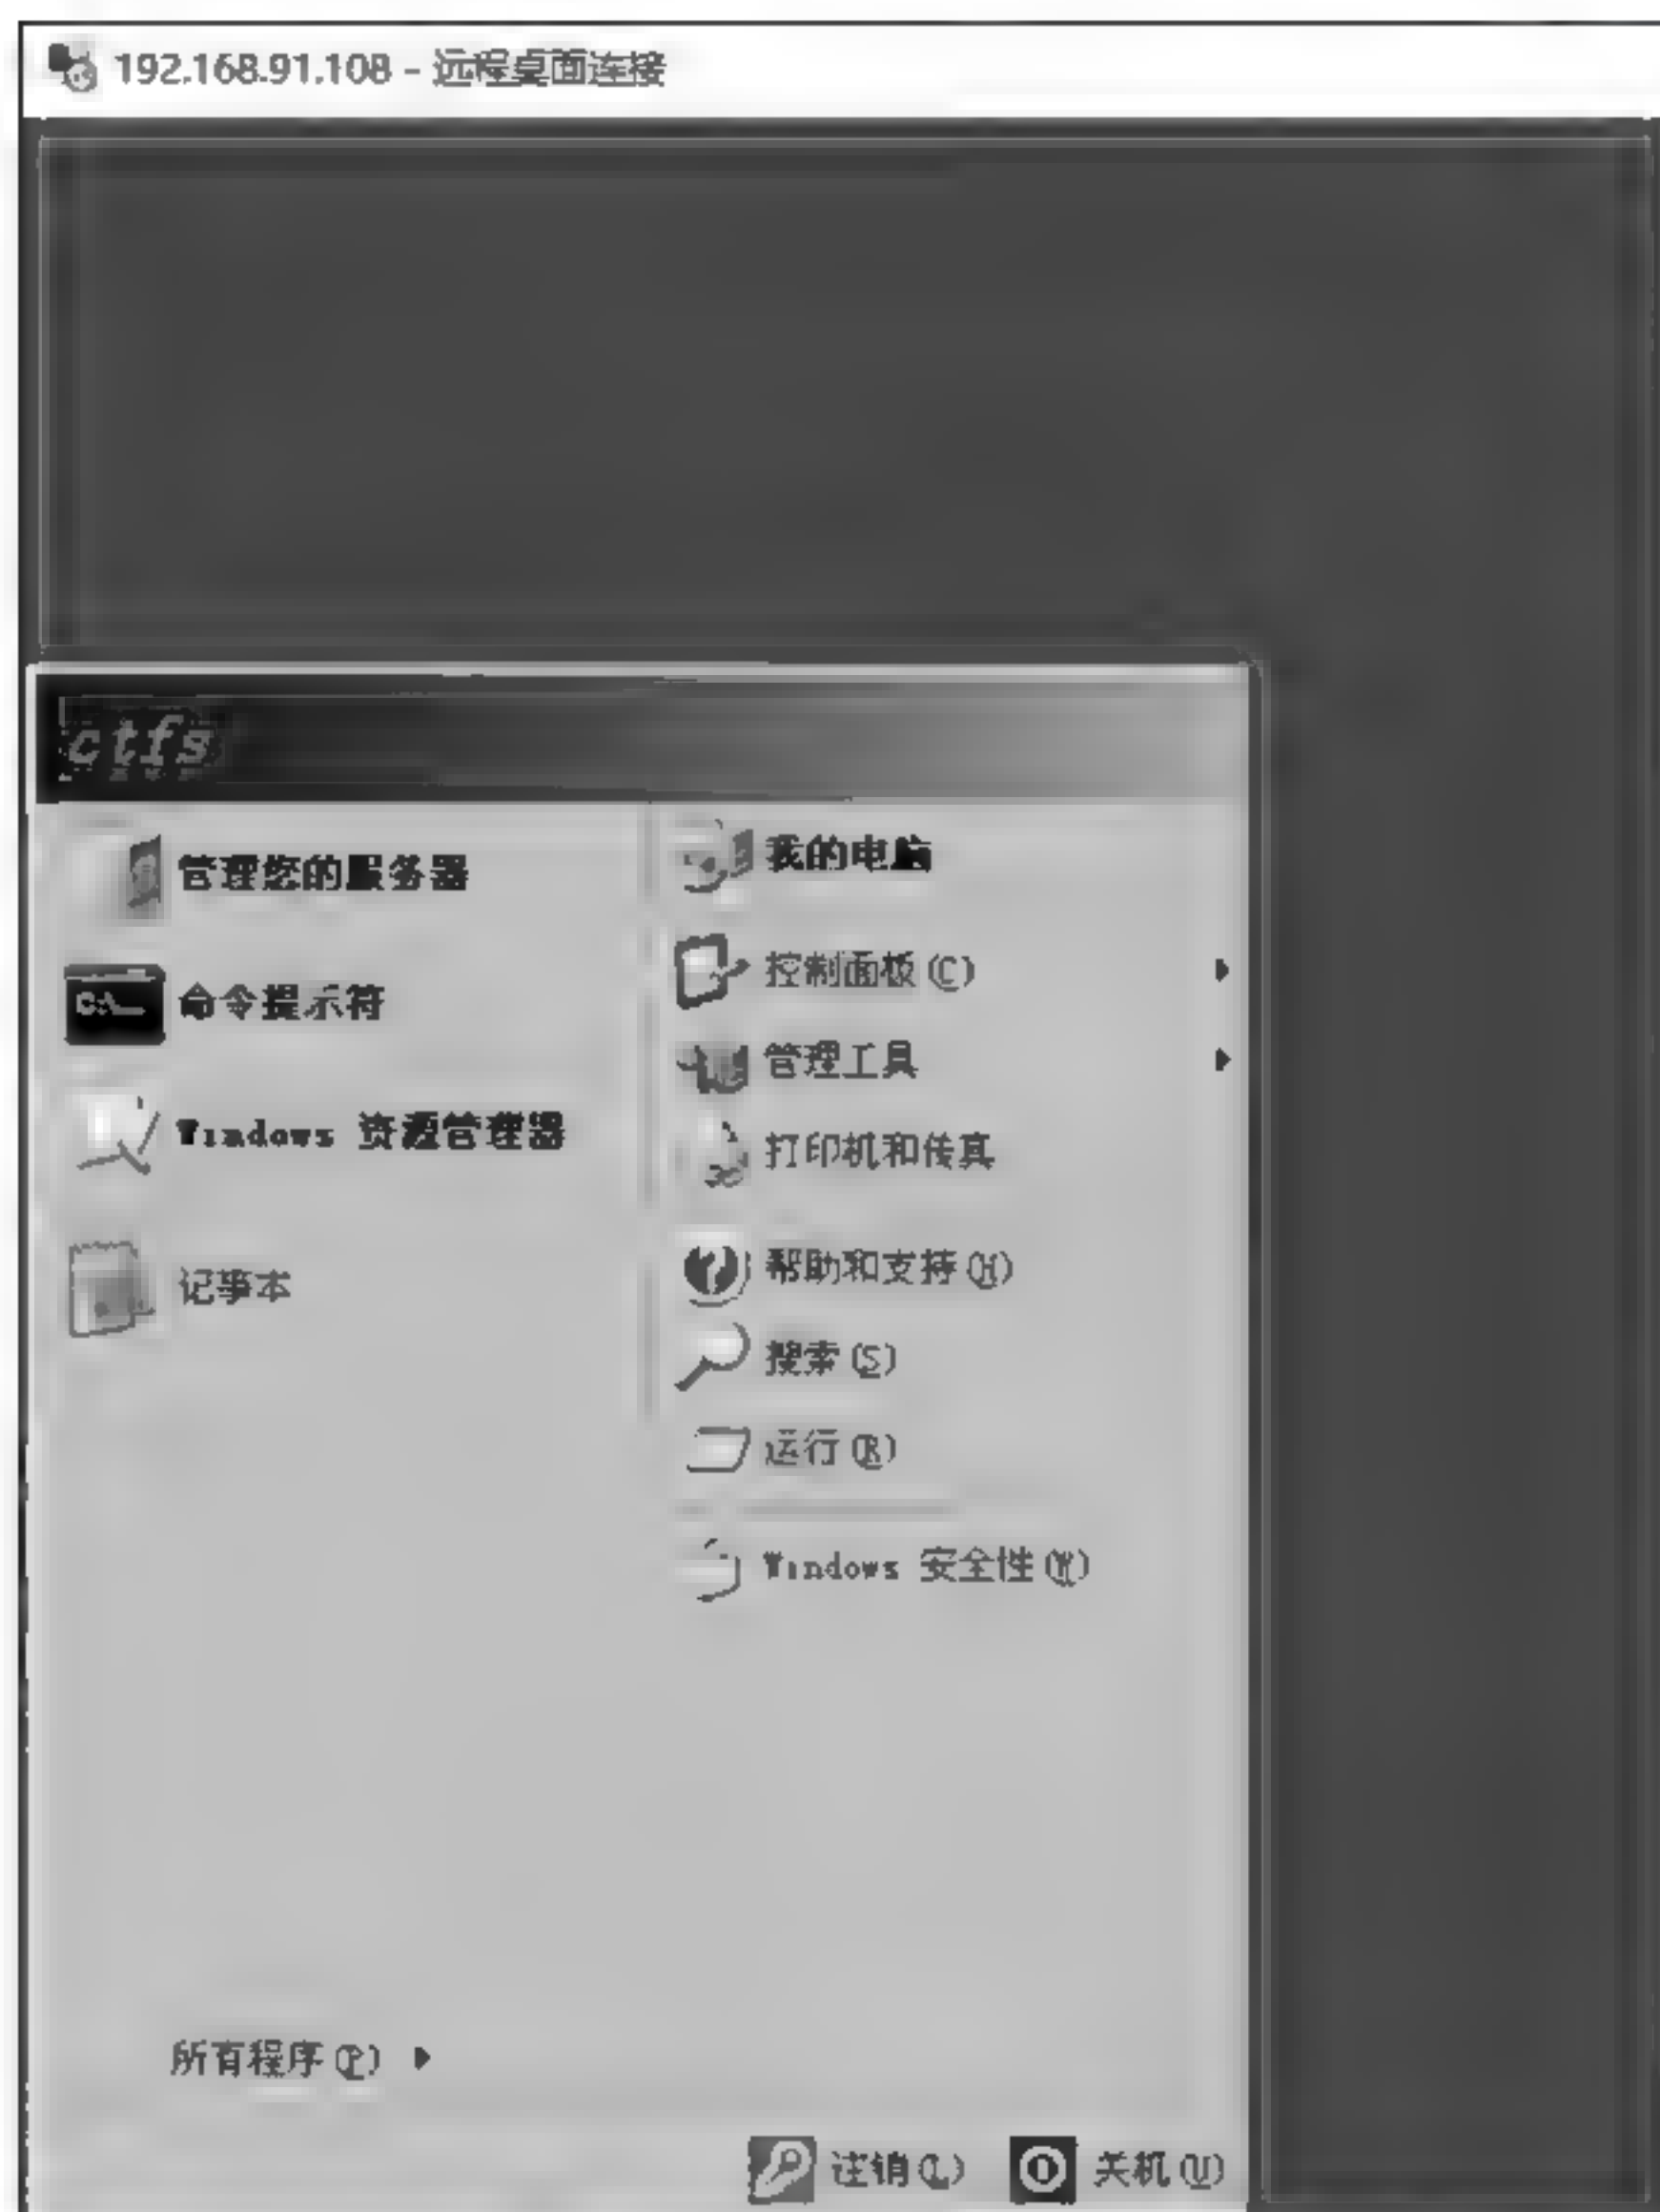 192.168.91.108 - 远程桌面连接
ctfs
管理您的服务器
命令提示符
C:\_
Windows 资源管理器
记事本
我的电脑
控制面板(C)
管理工具
打印机和传真
帮助和支持(H)
搜索(S)
运行(R)
Windows 安全性(W)
所有程序(P)
注销(L)
关机(U)